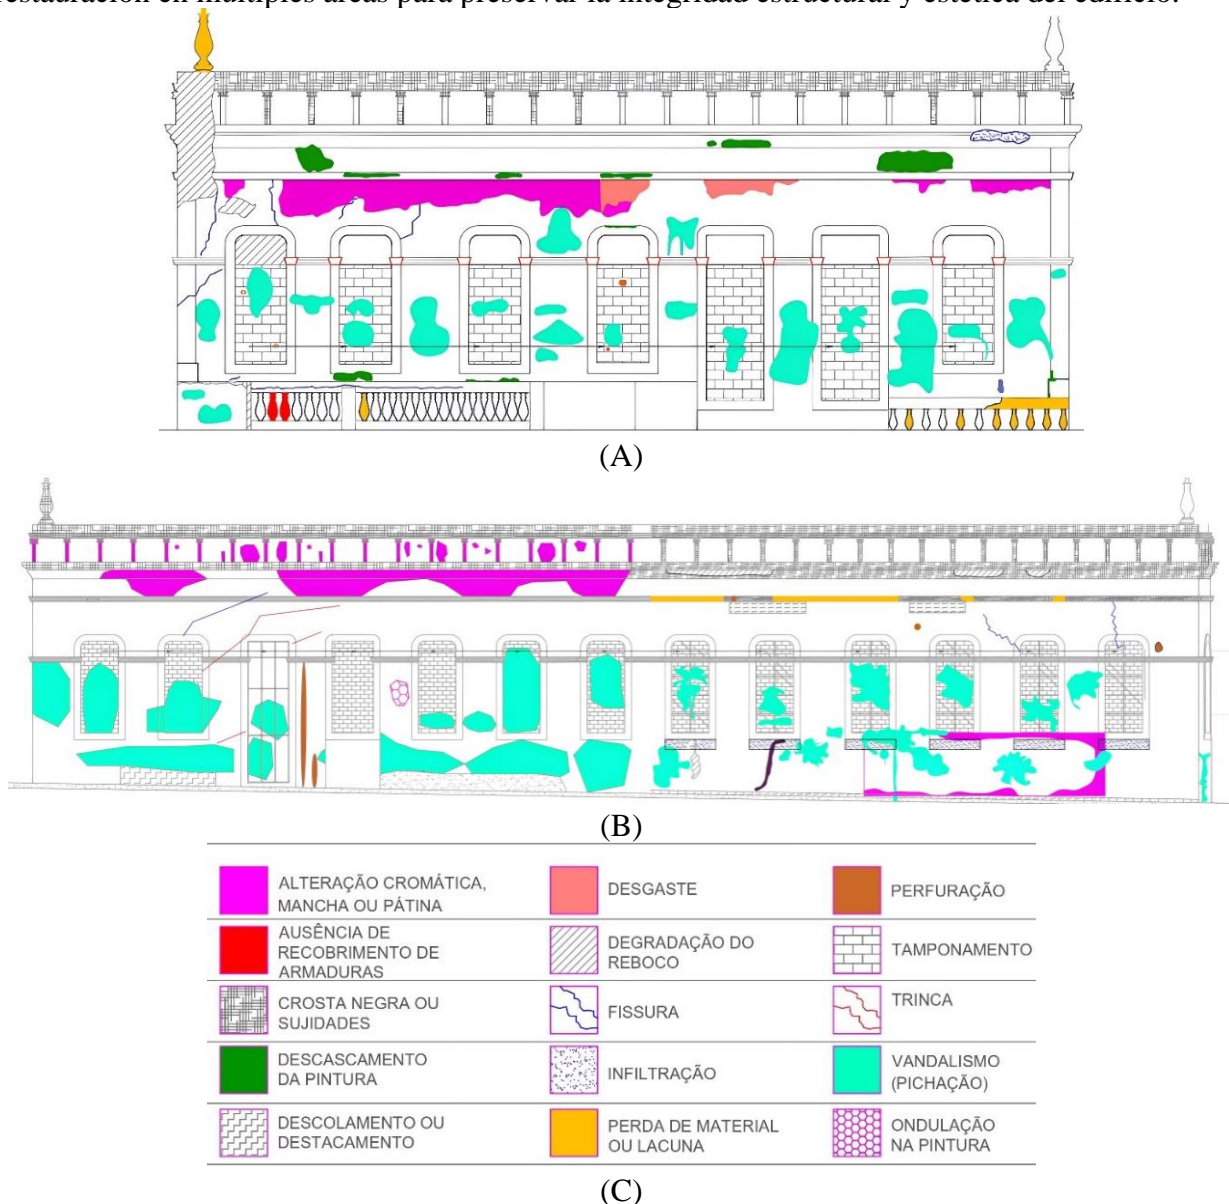 restauración en múltiples áreas para preservar la integridad estructural y estética del edificio.
(A)
(B)
ALTERAÇÃO CROMÁTICA,
MANCHA OU PÁTINA
DESGASTE
PERFURAÇÃO
AUSÊNCIA DE
RECOBRIMENTO DE
ARMADURAS
DEGRADAÇÃO DO
REBOCO
TAMPONAMENTO
CROSTA NEGRA OU
SUJIDADES
FISSURA
TRINCA
DESCASCAMENTO
DA PINTURA
INFILTRAÇÃO
VANDALISMO
(PICHAÇÃO)
DESCOLAMENTO OU
DESTACAMENTO
PERDA DE MATERIAL
OU LACUNA
ONDULAÇÃO
NA PINTURA
(C)